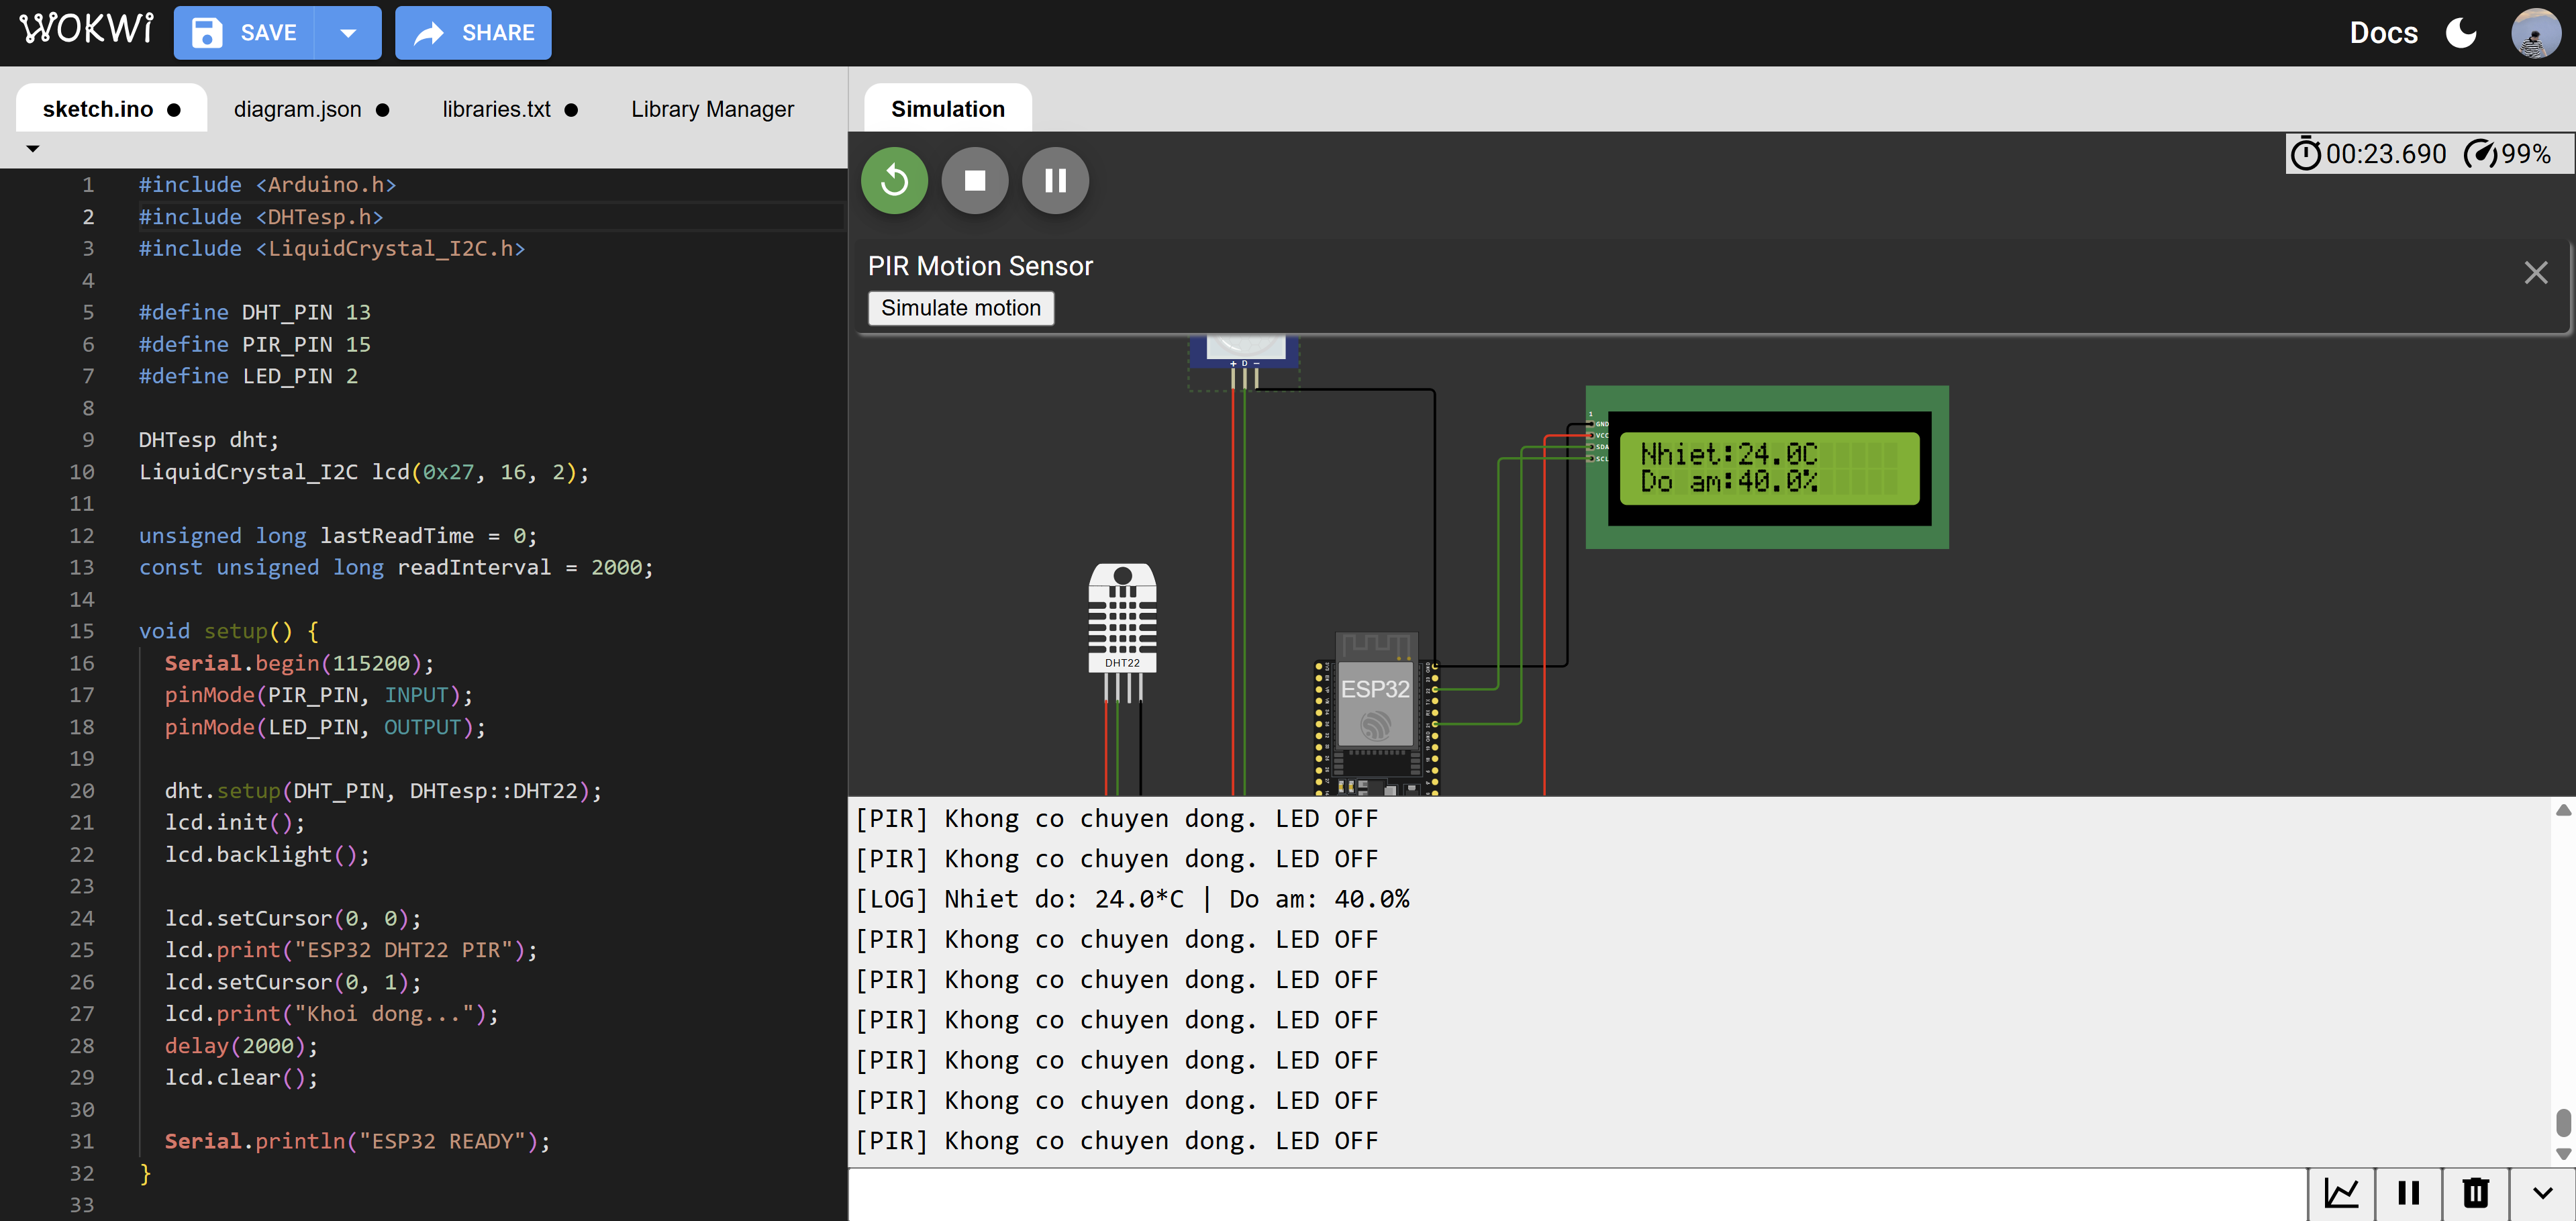 WOKWi
SAVE
SHARE
Docs
sketch.ino
diagram.json
libraries.txt
Library Manager
1 #include <Arduino.h>
2 #include <DHTesp.h>
3 #include <LiquidCrystal_I2C.h>
4
5 #define DHT_PIN 13
6 #define PIR_PIN 15
7 #define LED_PIN 2
8
9 DHTesp dht;
10 LiquidCrystal_I2C lcd(0x27, 16, 2);
11
12 unsigned long lastReadTime = 0;
13 const unsigned long readInterval = 2000;
14
15 void setup() {
16 Serial.begin(115200);
17 pinMode(PIR_PIN, INPUT);
18 pinMode(LED_PIN, OUTPUT);
19
20 dht.setup(DHT_PIN, DHTesp::DHT22);
21 lcd.init();
22 lcd.backlight();
23
24 lcd.setCursor(0, 0);
25 lcd.print("ESP32 DHT22 PIR");
26 lcd.setCursor(0, 1);
27 lcd.print("Khoi dong...");
28 delay(2000);
29 lcd.clear();
30
31 Serial.println("ESP32 READY");
32 }
33
Simulation
00:23.690 99%
PIR Motion Sensor
Simulate motion
+ D -
1
GND
VCC
SDA
SCL
Nhiet:24.0C
Do am:40.0%
DHT22
ESP32
[PIR] Khong co chuyen dong. LED OFF
[PIR] Khong co chuyen dong. LED OFF
[LOG] Nhiet do: 24.0*C | Do am: 40.0%
[PIR] Khong co chuyen dong. LED OFF
[PIR] Khong co chuyen dong. LED OFF
[PIR] Khong co chuyen dong. LED OFF
[PIR] Khong co chuyen dong. LED OFF
[PIR] Khong co chuyen dong. LED OFF
[PIR] Khong co chuyen dong. LED OFF